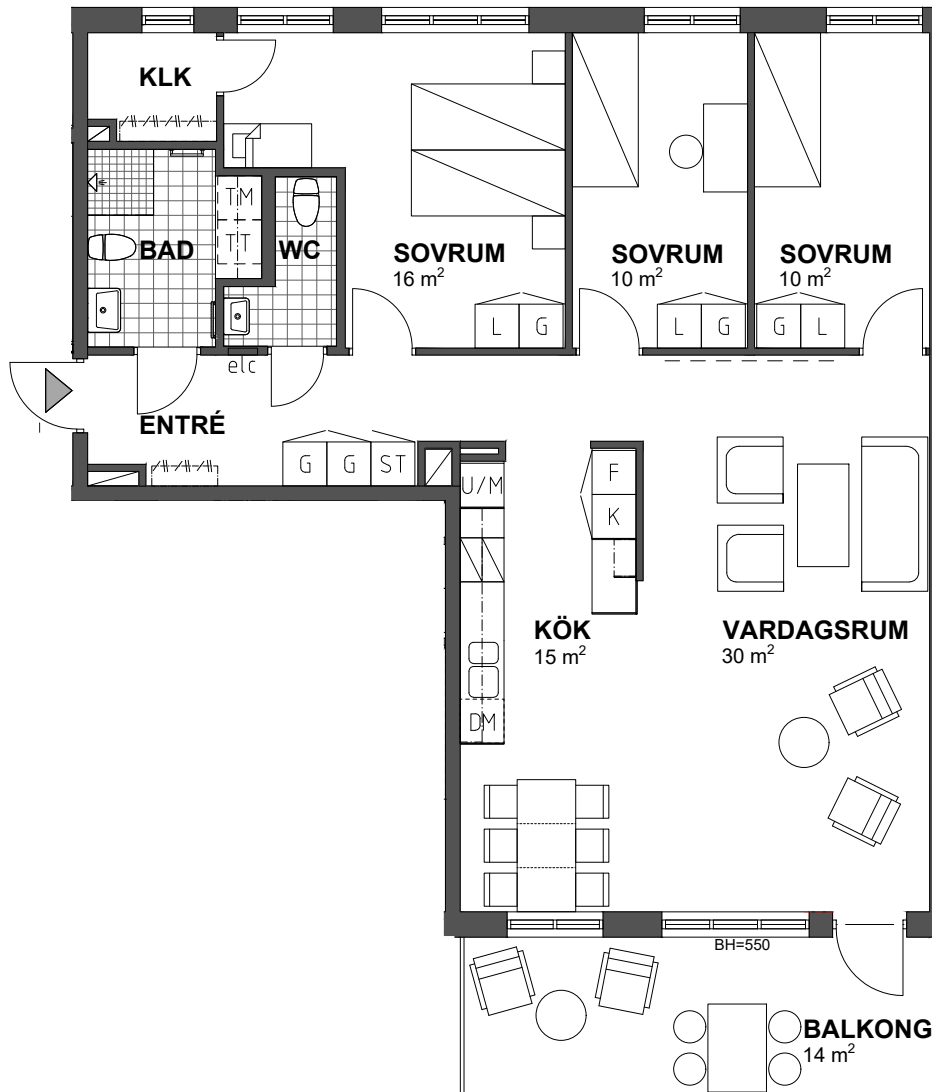 KLK
TM
TT
BAD
WC
SOVRUM
16 m²
SOVRUM
10 m²
SOVRUM
10 m²
L G
L G
G L
elc
ENTRÉ
G G ST
U/M
F
K
KÖK
15 m²
VARDAGSRUM
30 m²
DM
BH=550
BALKONG
14 m²